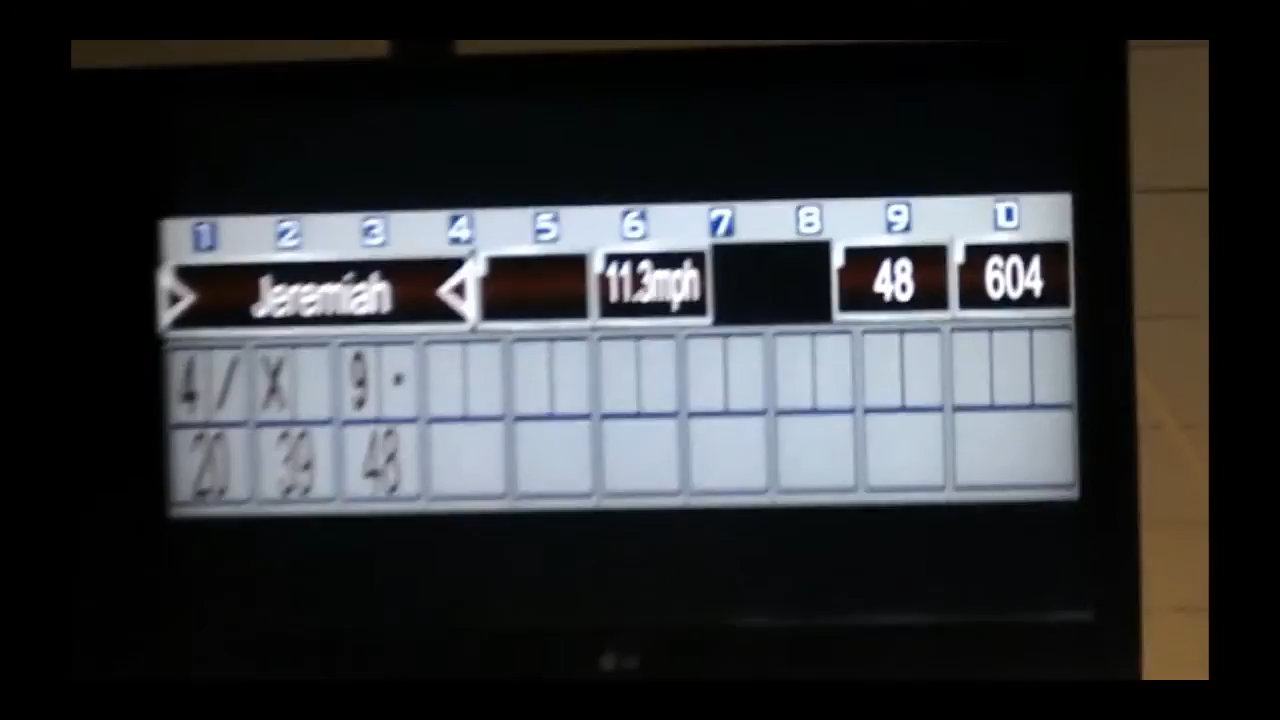 1 2 3 4 5 6 7 8 9 10
Jeremiah 11.3mph 48 604
4 / X 9 -
20 39 48